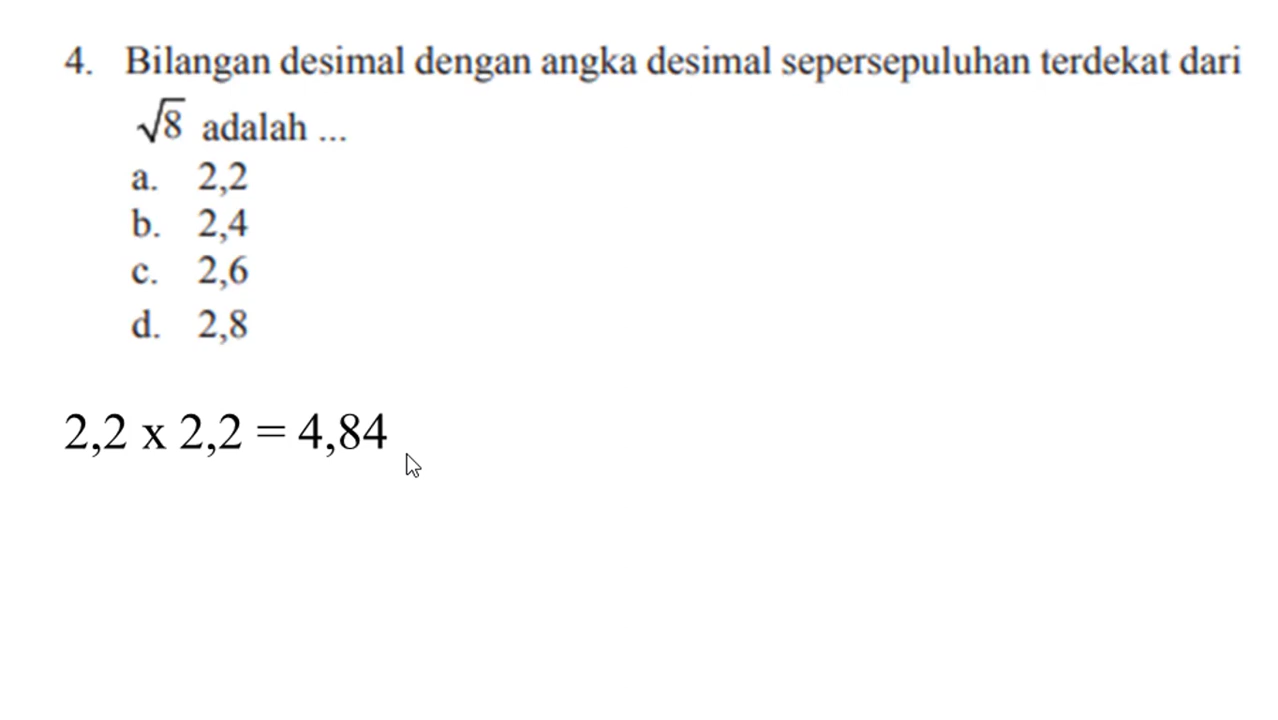 4. Bilangan desimal dengan angka desimal sepersepuluhan terdekat dari
√8 adalah ...
a. 2,2
b. 2,4
c. 2,6
d. 2,8
2,2 x 2,2 = 4,84